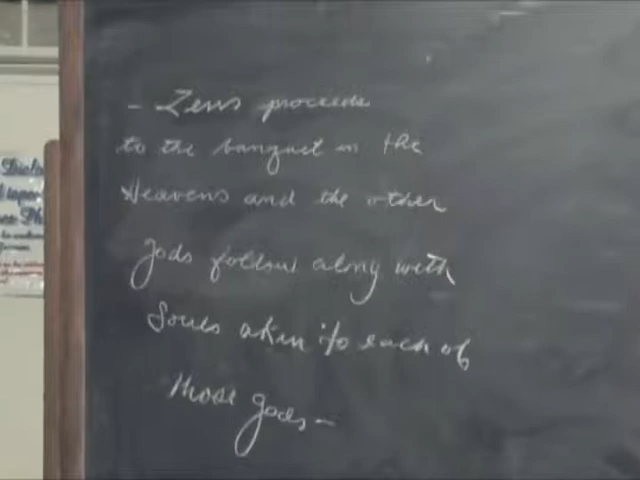 - Zeus proceeds
to the banquet in the
Heavens and the other
gods follow along with
Souls akin to each of
those gods -